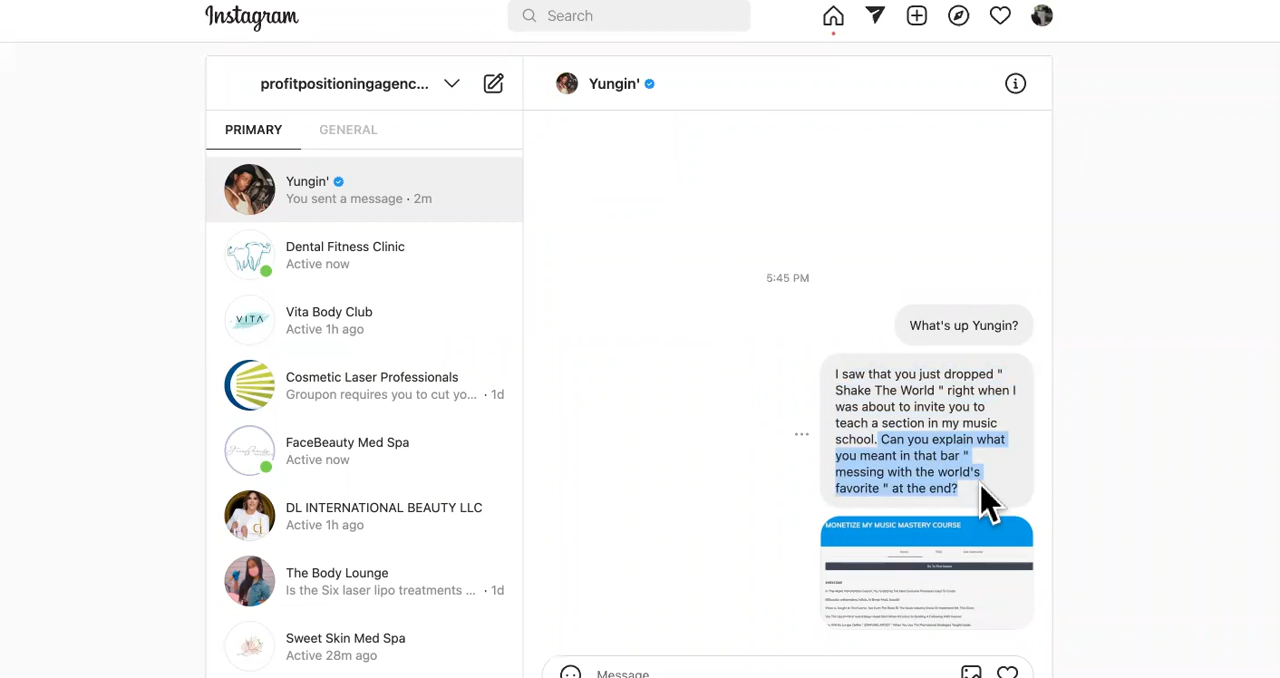 Instagram
Search
profitpositioningagenc...
Yungin'
PRIMARY
GENERAL
Yungin'
You sent a message · 2m
Dental Fitness Clinic
Active now
VITA
Vita Body Club
Active 1h ago
Cosmetic Laser Professionals
Groupon requires you to cut yo... · 1d
FaceBeauty Med Spa
Active now
DL INTERNATIONAL BEAUTY LLC
Active 1h ago
The Body Lounge
Is the Six laser lipo treatments ... · 1d
Sweet Skin Med Spa
Active 28m ago
5:45 PM
What's up Yungin?
I saw that you just dropped "
Shake The World " right when I
was about to invite you to
teach a section in my music
school. Can you explain what
you meant in that bar "
messing with the world's
favorite " at the end?
MONETIZE MY MUSIC MASTERY COURSE
Message